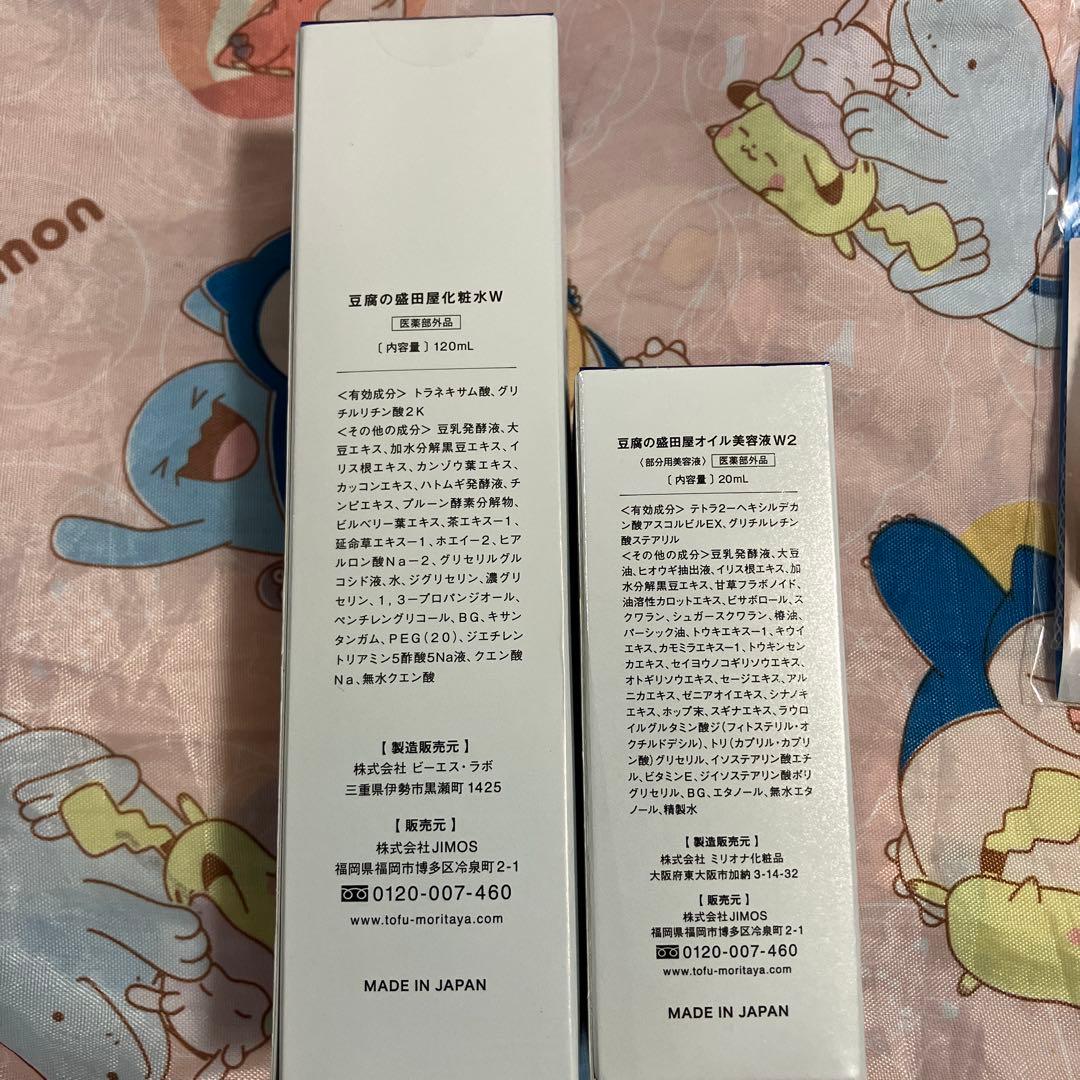 mon
豆腐の盛田屋化粧水W
医薬部外品
〔内容量〕120mL
<有効成分> トラネキサム酸、グリ
チルリチン酸2K
<その他の成分> 豆乳発酵液、大
豆エキス、加水分解黒豆エキス、イ
リス根エキス、カンゾウ葉エキス、
カッコンエキス、ハトムギ発酵液、チ
ンピエキス、プルーン酵素分解物、
ビルベリー葉エキス、茶エキスー1、
延命草エキスー1、ホエイー2、ヒア
ルロン酸Naー2、グリセリルグル
コシド液、水、ジグリセリン、濃グリ
セリン、1,3ープロパンジオール、
ペンチレングリコール、BG、キサン
タンガム、PEG(20)、ジエチレン
トリアミン5酢酸5Na液、クエン酸
Na、無水クエン酸
【製造販売元】
株式会社 ビーエス・ラボ
三重県伊勢市黒瀬町1425
【販売元】
株式会社JIMOS
福岡県福岡市博多区冷泉町2-1
0120-007-460
www.tofu-moritaya.com
MADE IN JAPAN
豆腐の盛田屋オイル美容液W2
〈部分用美容液〉 医薬部外品
〔内容量〕20mL
<有効成分> テトラ2ーヘキシルデカ
ン酸アスコルビルEX、グリチルレチン
酸ステアリル
<その他の成分>豆乳発酵液、大豆
油、ヒオウギ抽出液、イリス根エキス、加
水分解黒豆エキス、甘草フラボノイド、
油溶性カロットエキス、ビサボロール、ス
クワラン、シュガースクワラン、椿油、
パーシック油、トウキエキスー1、キウイ
エキス、カモミラエキスー1、トウキンセン
カエキス、セイヨウノコギリソウエキス、
オトギリソウエキス、セージエキス、アル
ニカエキス、ゼニアオイエキス、シナノキ
エキス、ホップ末、スギナエキス、ラウロ
イルグルタミン酸ジ(フィトステリル・オ
クチルドデシル)、トリ(カプリル・カプリ
ン酸)グリセリル、イソステアリン酸エチ
ル、ビタミンE、ジイソステアリン酸ポリ
グリセリル、BG、エタノール、無水エタ
ノール、精製水
【製造販売元】
株式会社 ミリオナ化粧品
大阪府東大阪市加納3-14-32
【販売元】
株式会社JIMOS
福岡県福岡市博多区冷泉町2-1
0120-007-460
www.tofu-moritaya.com
MADE IN JAPAN